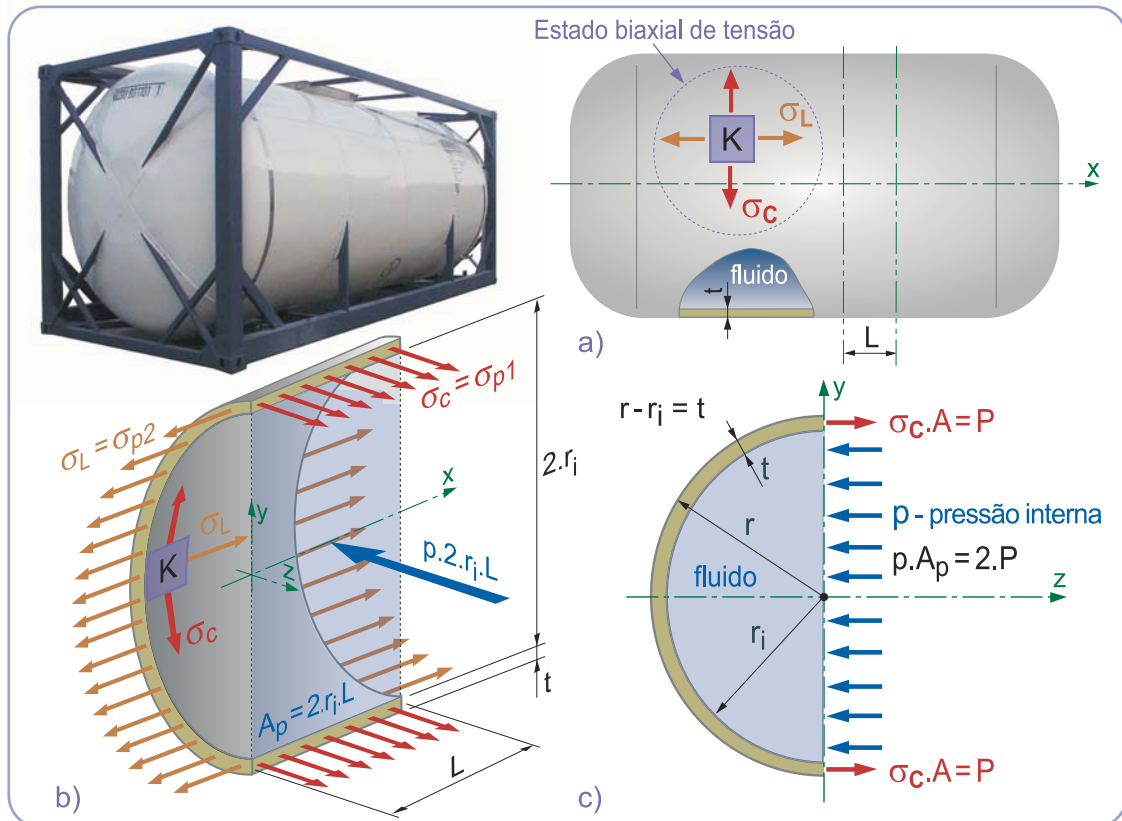 Estado biaxial de tensão
σL
K
σC
x
fluido
t
a)
L
σc = σp1
σL = σp2
2.ri
x
y
σL
K
z
p.2.ri.L
σc
t
Ap = 2.ri.L
L
b)
y
r - ri = t
σC.A = P
t
r
p - pressão interna
p.Ap = 2.P
fluido
z
ri
σC.A = P
c)